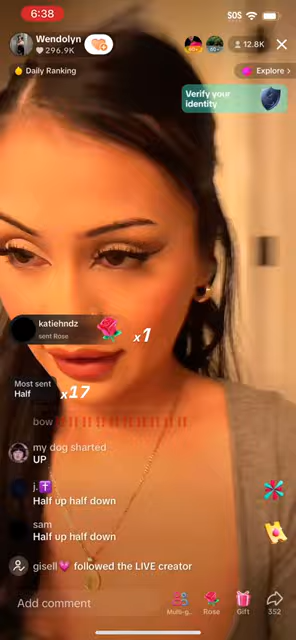 6:38
SOS
Wendolyn
296.9K
60+
60+
12.8K
Daily Ranking
Explore >
Verify your
identity
katiehndz
sent Rose
x1
Most sent
Half
x17
bow
my dog sharted
UP
j.
Half up half down
sam
Half up half down
gisell followed the LIVE creator
Add comment
Multi-g...
Rose
Gift
352